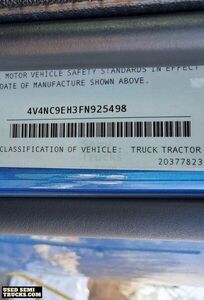 MOTOR VEHICLE SAFETY STANDARDS IN EFFECT
DATE OF MANUFACTURE SHOWN ABOVE.
4V4NC9EH3FN925498
CLASSIFICATION OF VEHICLE: TRUCK TRACTOR
20377823
USED SEMI
TRUCKS.COM